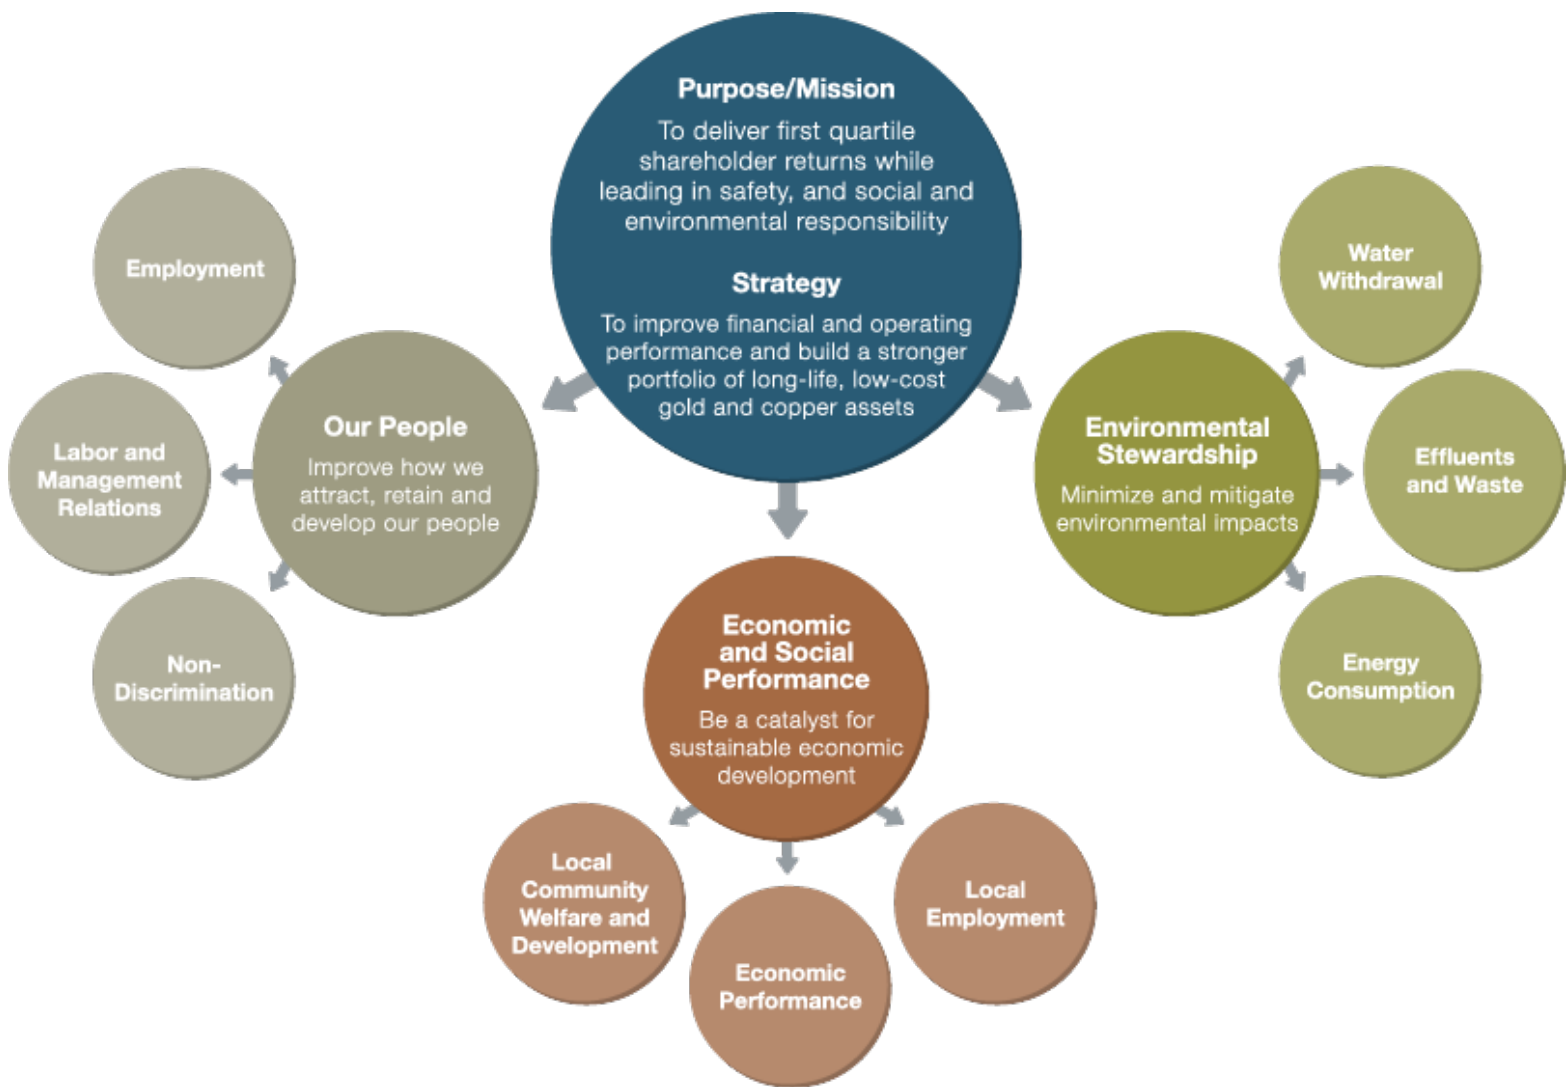 Purpose/Mission
To deliver first quartile
shareholder returns while
leading in safety, and social and
environmental responsibility
Strategy
To improve financial and operating
performance and build a stronger
portfolio of long-life, low-cost
gold and copper assets
Our People
Improve how we
attract, retain and
develop our people
Employment
Labor and
Management
Relations
Non-
Discrimination
Economic
and Social
Performance
Be a catalyst for
sustainable economic
development
Local
Community
Welfare and
Development
Economic
Performance
Local
Employment
Environmental
Stewardship
Minimize and mitigate
environmental impacts
Water
Withdrawal
Effluents
and Waste
Energy
Consumption